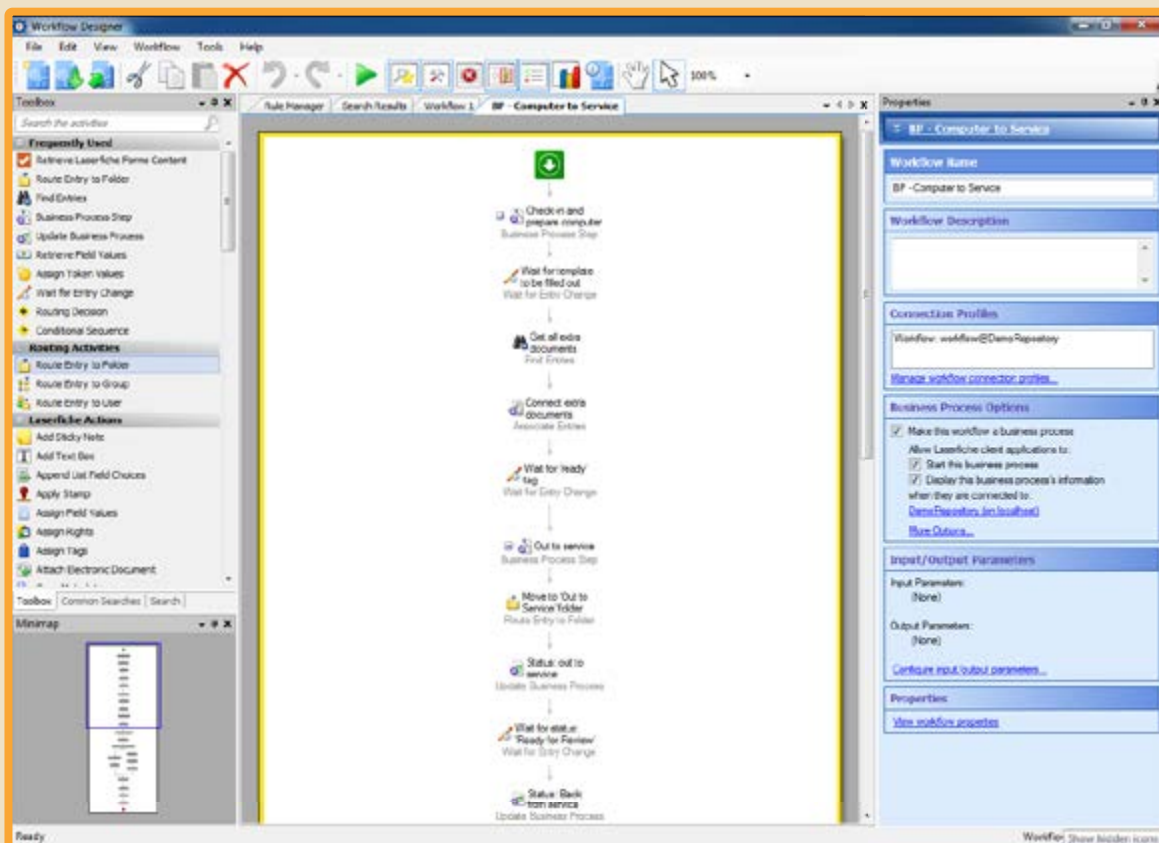 Workflow Designer
File Edit View Workflow Tools Help
100%
Toolbox
Search the activities
Frequently Used
Retrieve Laserfiche Forms Content
Route Entry to Folder
Find Entries
Business Process Step
Update Business Process
Retrieve Field Values
Assign Token Values
Wait for Entry Change
Routing Decision
Conditional Sequence
Routing Activities
Route Entry to Folder
Route Entry to Group
Route Entry to User
Laserfiche Actions
Add Sticky Note
Add Text Box
Append List Field Choices
Apply Stamp
Assign Field Values
Assign Rights
Assign Tags
Attach Electronic Document
Toolbox Common Searches Search
Minimap
Ready
Rule Manager Search Results Workflow 1 BP - Computer to Service
Check-in and
prepare computer
Business Process Step
Wait for template
to be filled out
Wait for Entry Change
Get all extra
documents
Find Entries
Connect extra
documents
Associate Entries
Wait for 'ready'
tag
Wait for Entry Change
Out to service
Business Process Step
Move to 'Out to
Service' folder
Route Entry to Folder
Status: out to
service
Update Business Process
Wait for status:
'Ready for Review'
Wait for Entry Change
Status: Back
from service
Update Business Process
Properties
BP - Computer to Service
Workflow Name
BP -Computer to Service
Workflow Description
Connection Profiles
Workflow: workflow@DemoRepository
Manage workflow connection profiles...
Business Process Options
Make this workflow a business process
Allow Laserfiche client applications to:
Start this business process
Display this business process's information
when they are connected to:
DemoRepository (on localhost)
More Options...
Input/Output Parameters
Input Parameters:
(None)
Output Parameters:
(None)
Configure input/output parameters...
Properties
View workflow properties
Show hidden icons